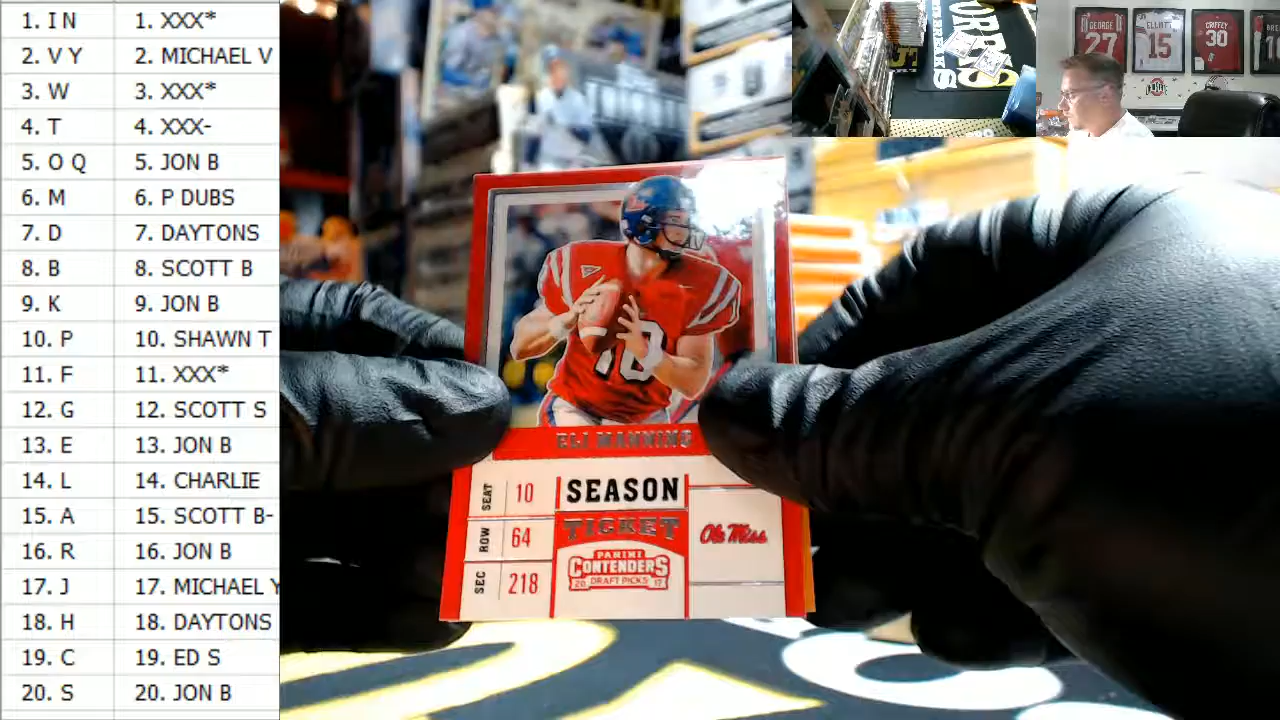 1. I N 1. XXX*
2. V Y 2. MICHAEL V
3. W 3. XXX*
4. T 4. XXX-
5. O Q 5. JON B
6. M 6. P DUBS
7. D 7. DAYTONS
8. B 8. SCOTT B
9. K 9. JON B
10. P 10. SHAWN T
11. F 11. XXX*
12. G 12. SCOTT S
13. E 13. JON B
14. L 14. CHARLIE
15. A 15. SCOTT B-
16. R 16. JON B
17. J 17. MICHAEL Y
18. H 18. DAYTONS
19. C 19. ED S
20. S 20. JON B
GEORGE
27
ELLIOTT
15
GRIFFEY
30
10
ELI MANNING
SEAT 10
ROW 64
SEC 218
SEASON
TICKET
PANINI
CONTENDERS
20 DRAFT PICKS 17
Ole Miss